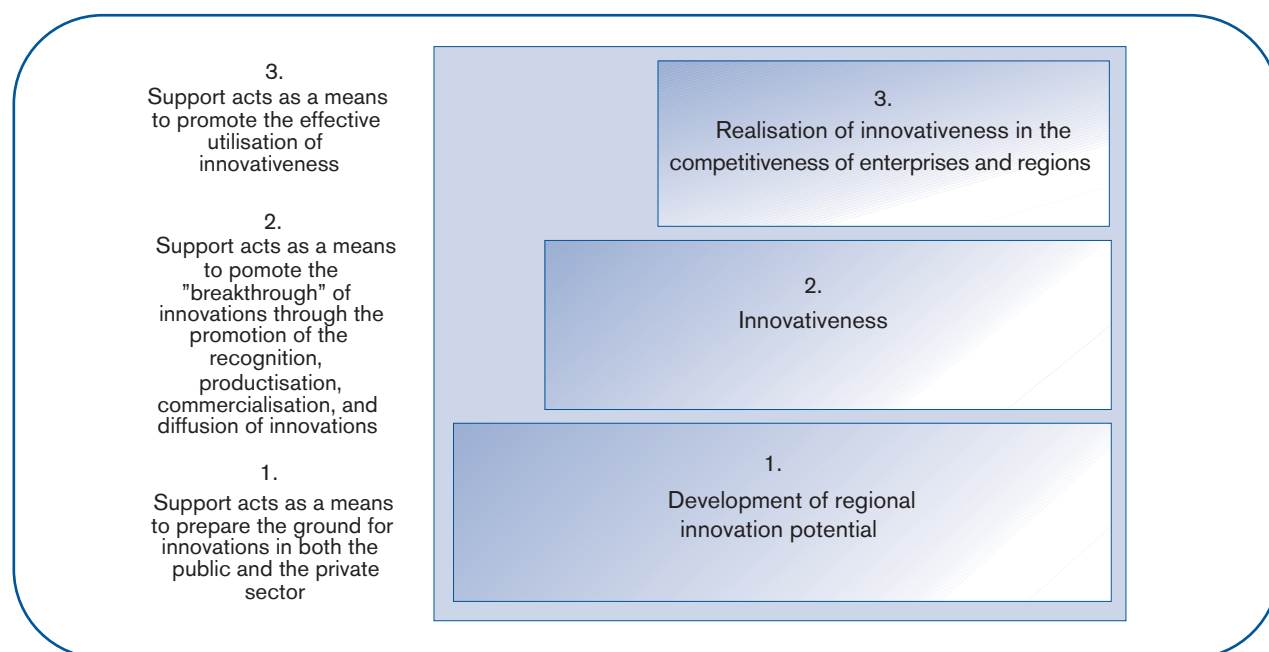 3.
Support acts as a means
to promote the effective
utilisation of
innovativeness
2.
Support acts as a means
to pomote the
”breakthrough” of
innovations through the
promotion of the
recognition,
productisation,
commercialisation, and
diffusion of innovations
1.
Support acts as a means
to prepare the ground for
innovations in both the
public and the private
sector
3.
Realisation of innovativeness in the
competitiveness of enterprises and regions
2.
Innovativeness
1.
Development of regional
innovation potential